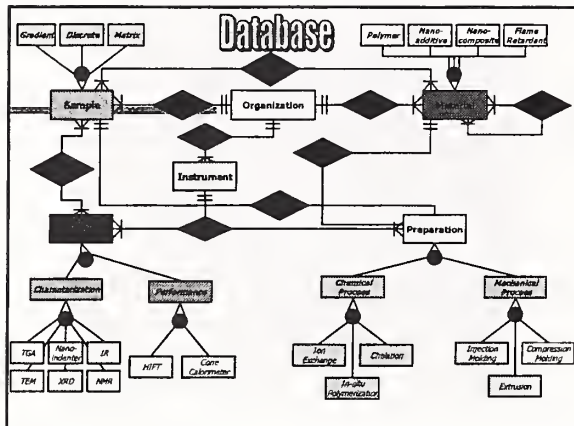 Database
Gradient
Discrete
Matrix
Polymer
Nano-
additive
Nano-
composite
Flame
Retardant
Sample
Organization
Material
Instrument
Preparation
Characterization
Performance
Chemical
Process
Mechanical
Process
TGA
Nano-
indenter
IR
TEM
XRD
NMR
HIFT
Cone
Calorimeter
Ion
Exchange
Chelation
In-situ
Polymerization
Injection
Molding
Compression
Molding
Extrusion